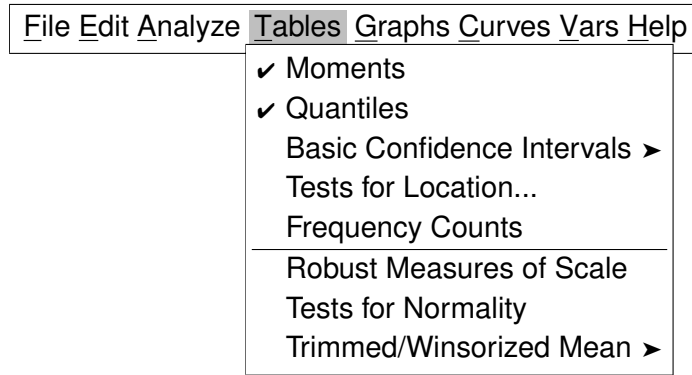 File Edit Analyze Tables Graphs Curves Vars Help
✔ Moments
✔ Quantiles
Basic Confidence Intervals ➤
Tests for Location...
Frequency Counts
Robust Measures of Scale
Tests for Normality
Trimmed/Winsorized Mean ➤